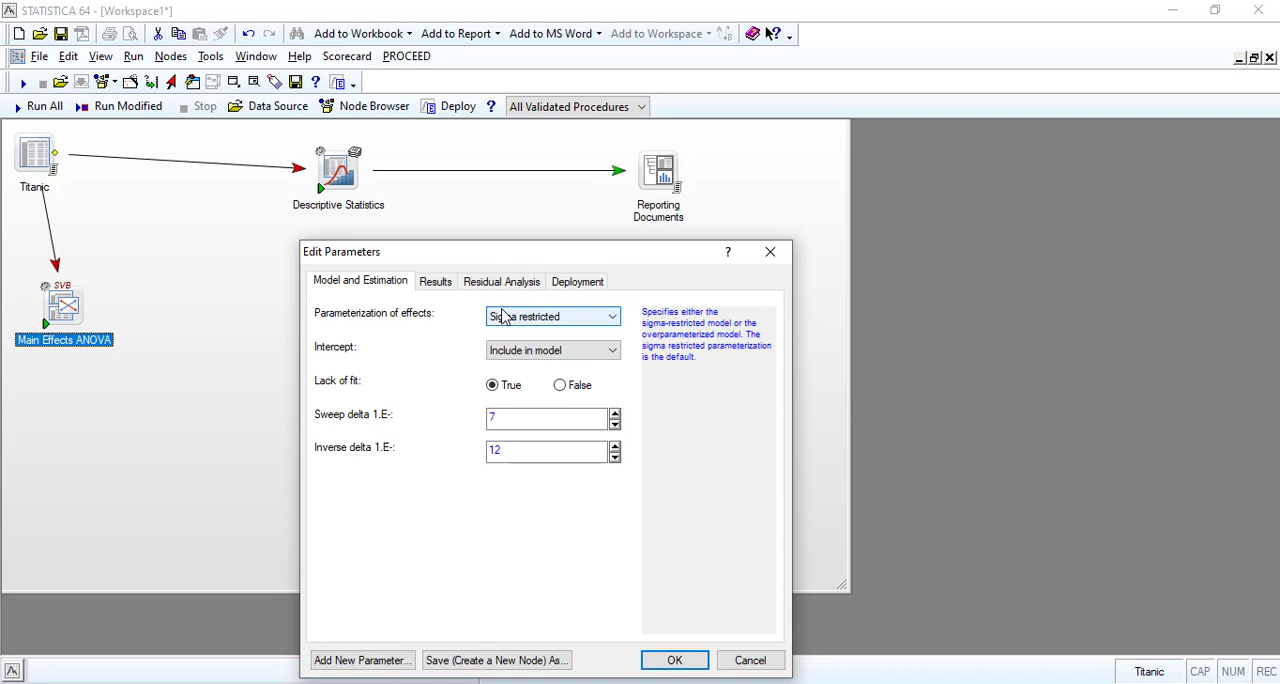 STATISTICA 64 - [Workspace1*]
Add to Workbook Add to Report Add to MS Word Add to Workspace
File Edit View Run Nodes Tools Window Help Scorecard PROCEED
Run All Run Modified Stop Data Source Node Browser Deploy ? All Validated Procedures
Titanic
Descriptive Statistics
Reporting
Documents
SVB
Main Effects ANOVA
Edit Parameters
Model and Estimation Results Residual Analysis Deployment
Parameterization of effects: Sigma restricted
Intercept: Include in model
Lack of fit: True False
Sweep delta 1.E-: 7
Inverse delta 1.E-: 12
Specifies either the
sigma-restricted model or the
overparameterized model. The
sigma restricted parameterization
is the default.
Add New Parameter... Save (Create a New Node) As... OK Cancel
Titanic CAP NUM REC